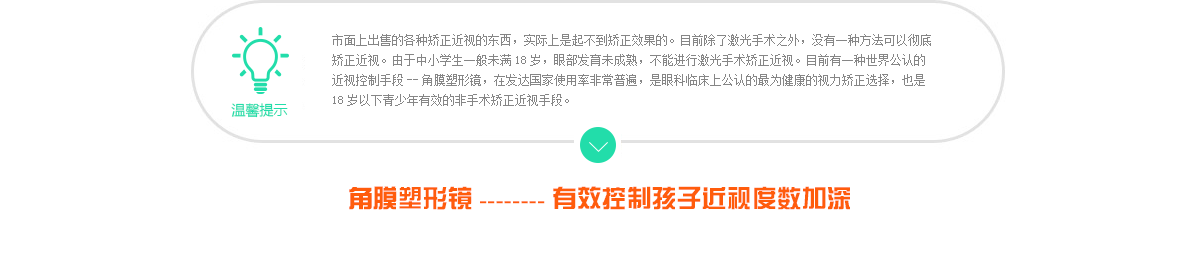 市面上出售的各种矫正近视的东西，实际上是起不到矫正效果的。目前除了激光手术之外，没有一种方法可以彻底
矫正近视。由于中小学生一般未满 18 岁，眼部发育未成熟，不能进行激光手术矫正近视。目前有一种世界公认的
近视控制手段 -- 角膜塑形镜，在发达国家使用率非常普遍，是眼科临床上公认的最为健康的视力矫正选择，也是
18 岁以下青少年有效的非手术矫正近视手段。
温馨提示
角膜塑形镜 -------- 有效控制孩子近视度数加深